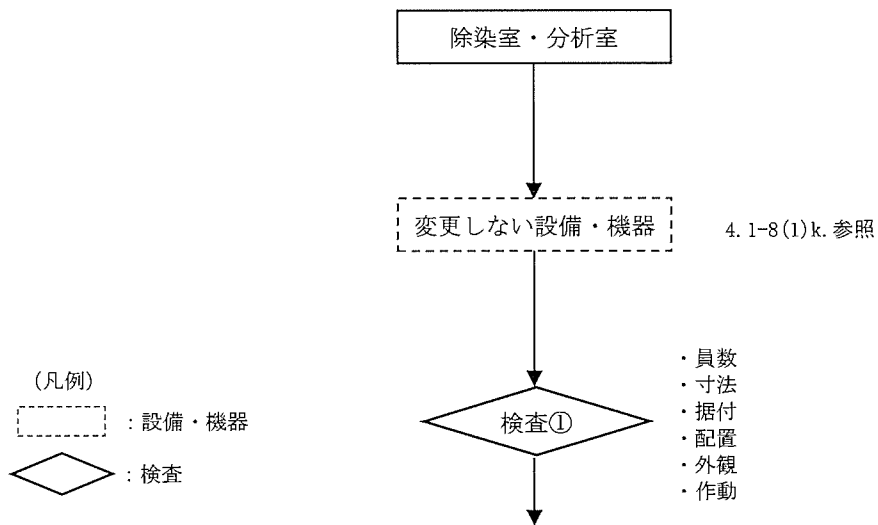 除染室・分析室
変更しない設備・機器
4.1-8(1)k.参照
検査①
・員数
・寸法
・据付
・配置
・外観
・作動
(凡例)
：設備・機器
：検査